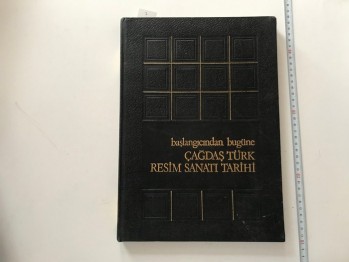 başlangıcından bugüne
ÇAĞDAŞ TÜRK
RESİM SANATI TARİHİ